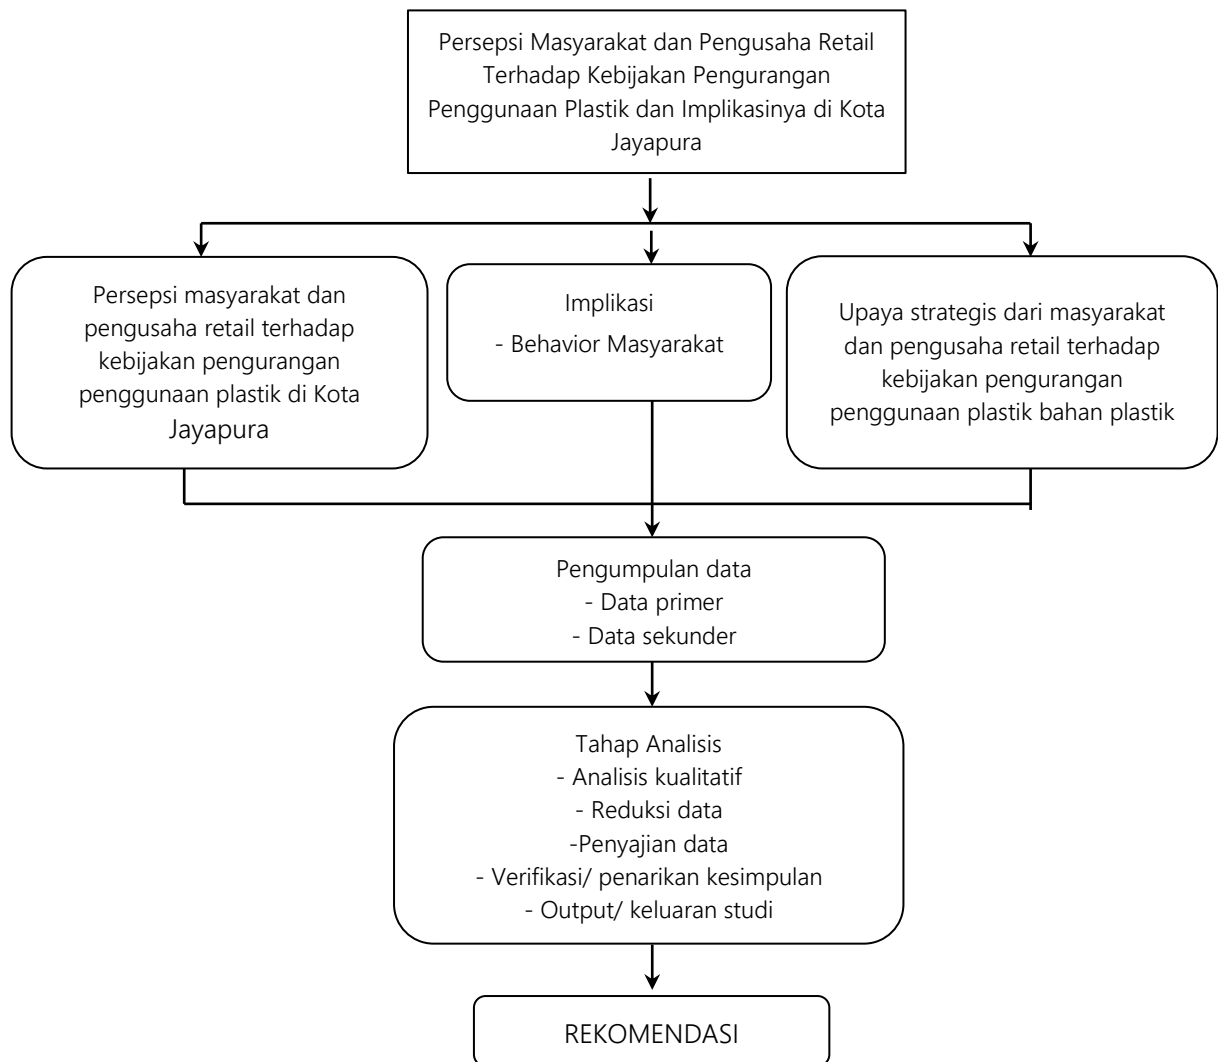 Persepsi Masyarakat dan Pengusaha Retail
Terhadap Kebijakan Pengurangan
Penggunaan Plastik dan Implikasinya di Kota
Jayapura
Persepsi masyarakat dan
pengusaha retail terhadap
kebijakan pengurangan
penggunaan plastik di Kota
Jayapura
Implikasi
- Behavior Masyarakat
Upaya strategis dari masyarakat
dan pengusaha retail terhadap
kebijakan pengurangan
penggunaan plastik bahan plastik
Pengumpulan data
- Data primer
- Data sekunder
Tahap Analisis
- Analisis kualitatif
- Reduksi data
-Penyajian data
- Verifikasi/ penarikan kesimpulan
- Output/ keluaran studi
REKOMENDASI